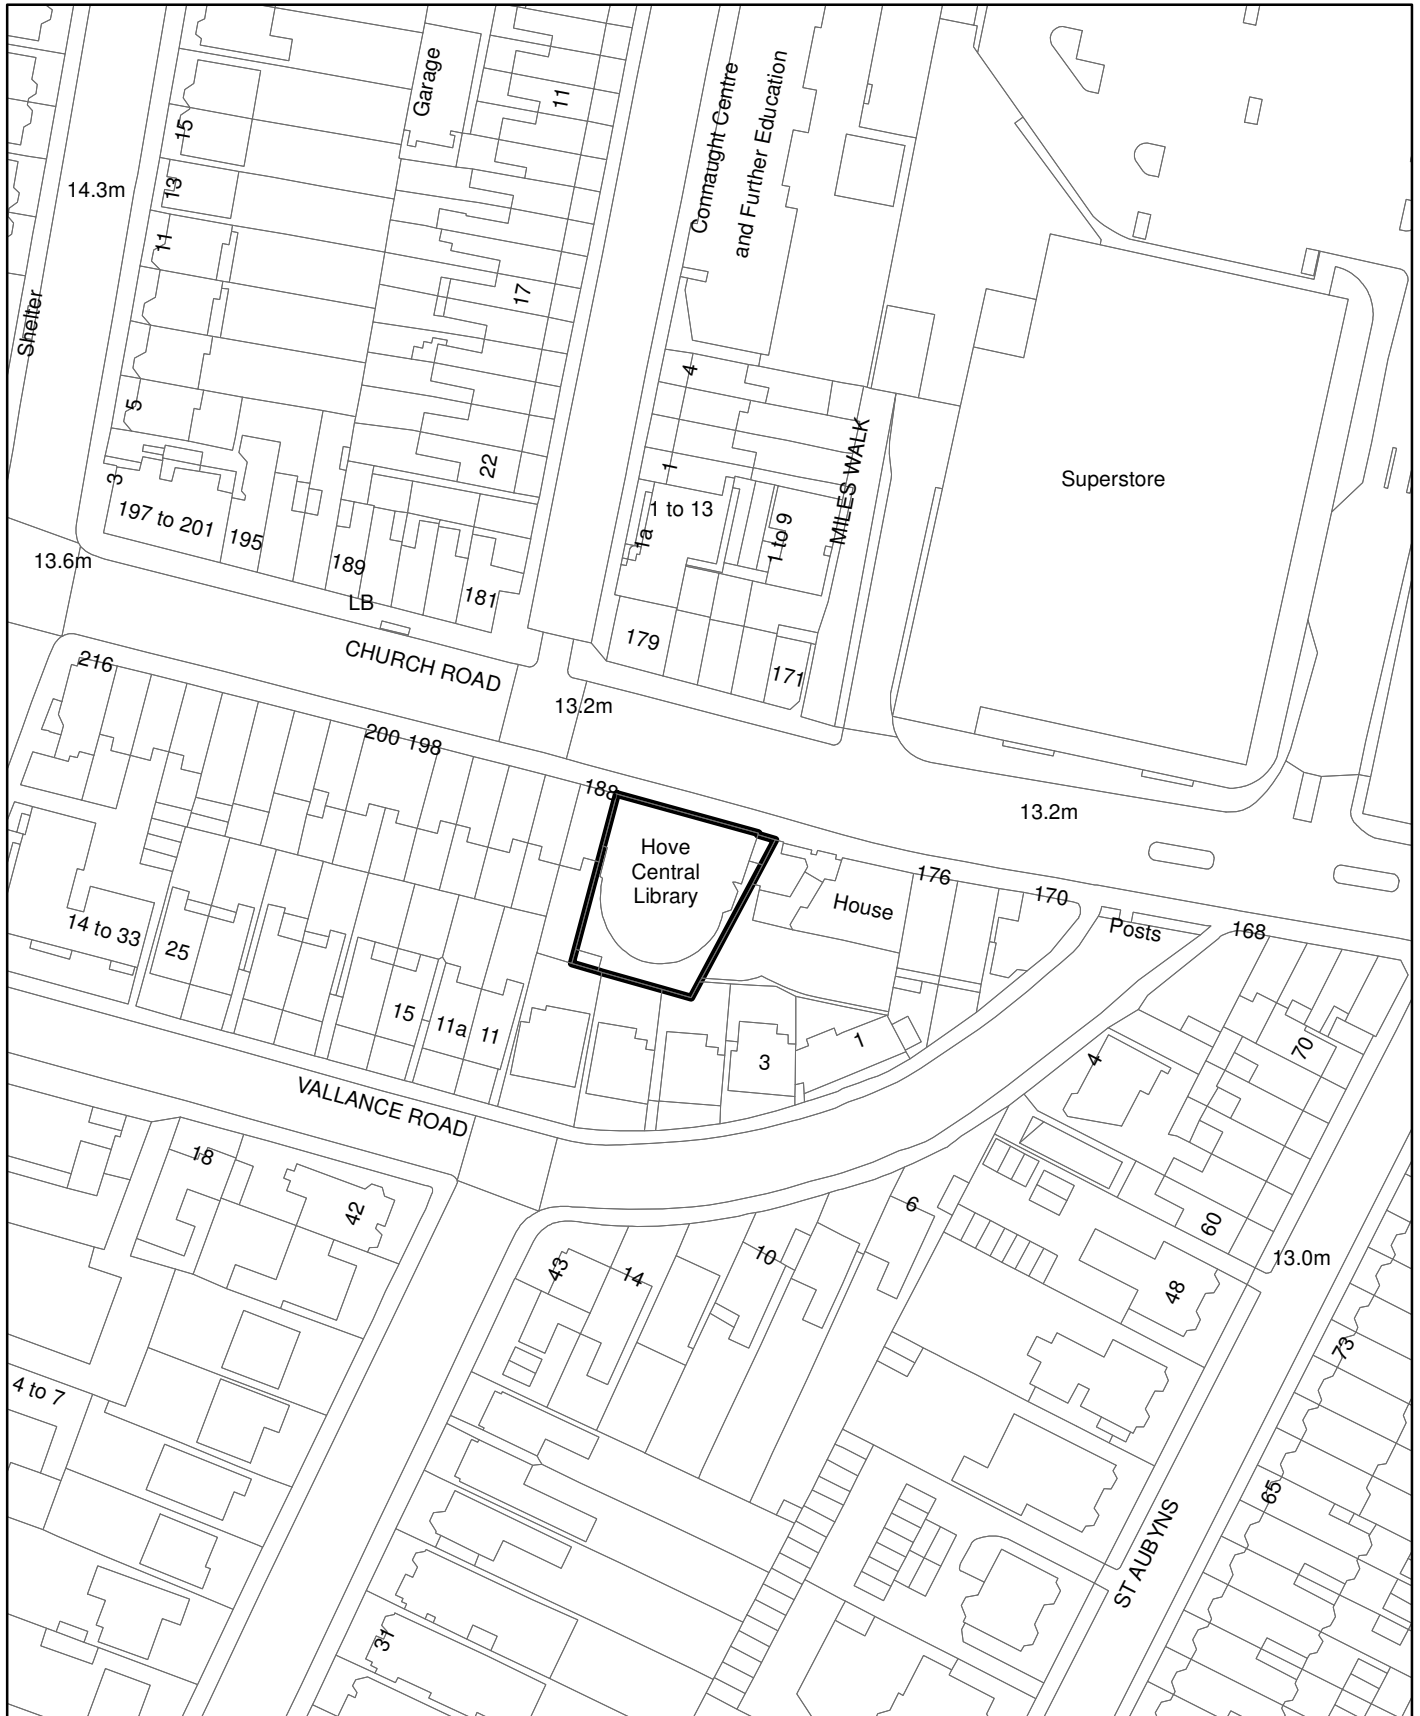 Garage
11
Connaught Centre
and Further Education
15
14.3m
13
11
17
Shelter
4
5
22
1
MILES WALK
Superstore
3
197 to 201
195
1 to 13
1a
1 to 9
13.6m
189
LB
181
179
171
CHURCH ROAD
216
13.2m
200 198
188
13.2m
Hove
Central
Library
176
170
House
Posts
168
14 to 33
25
15
11a
11
3
1
4
70
VALLANCE ROAD
18
42
6
60
43
14
10
13.0m
48
73
4 to 7
65
ST AUBYNS
31